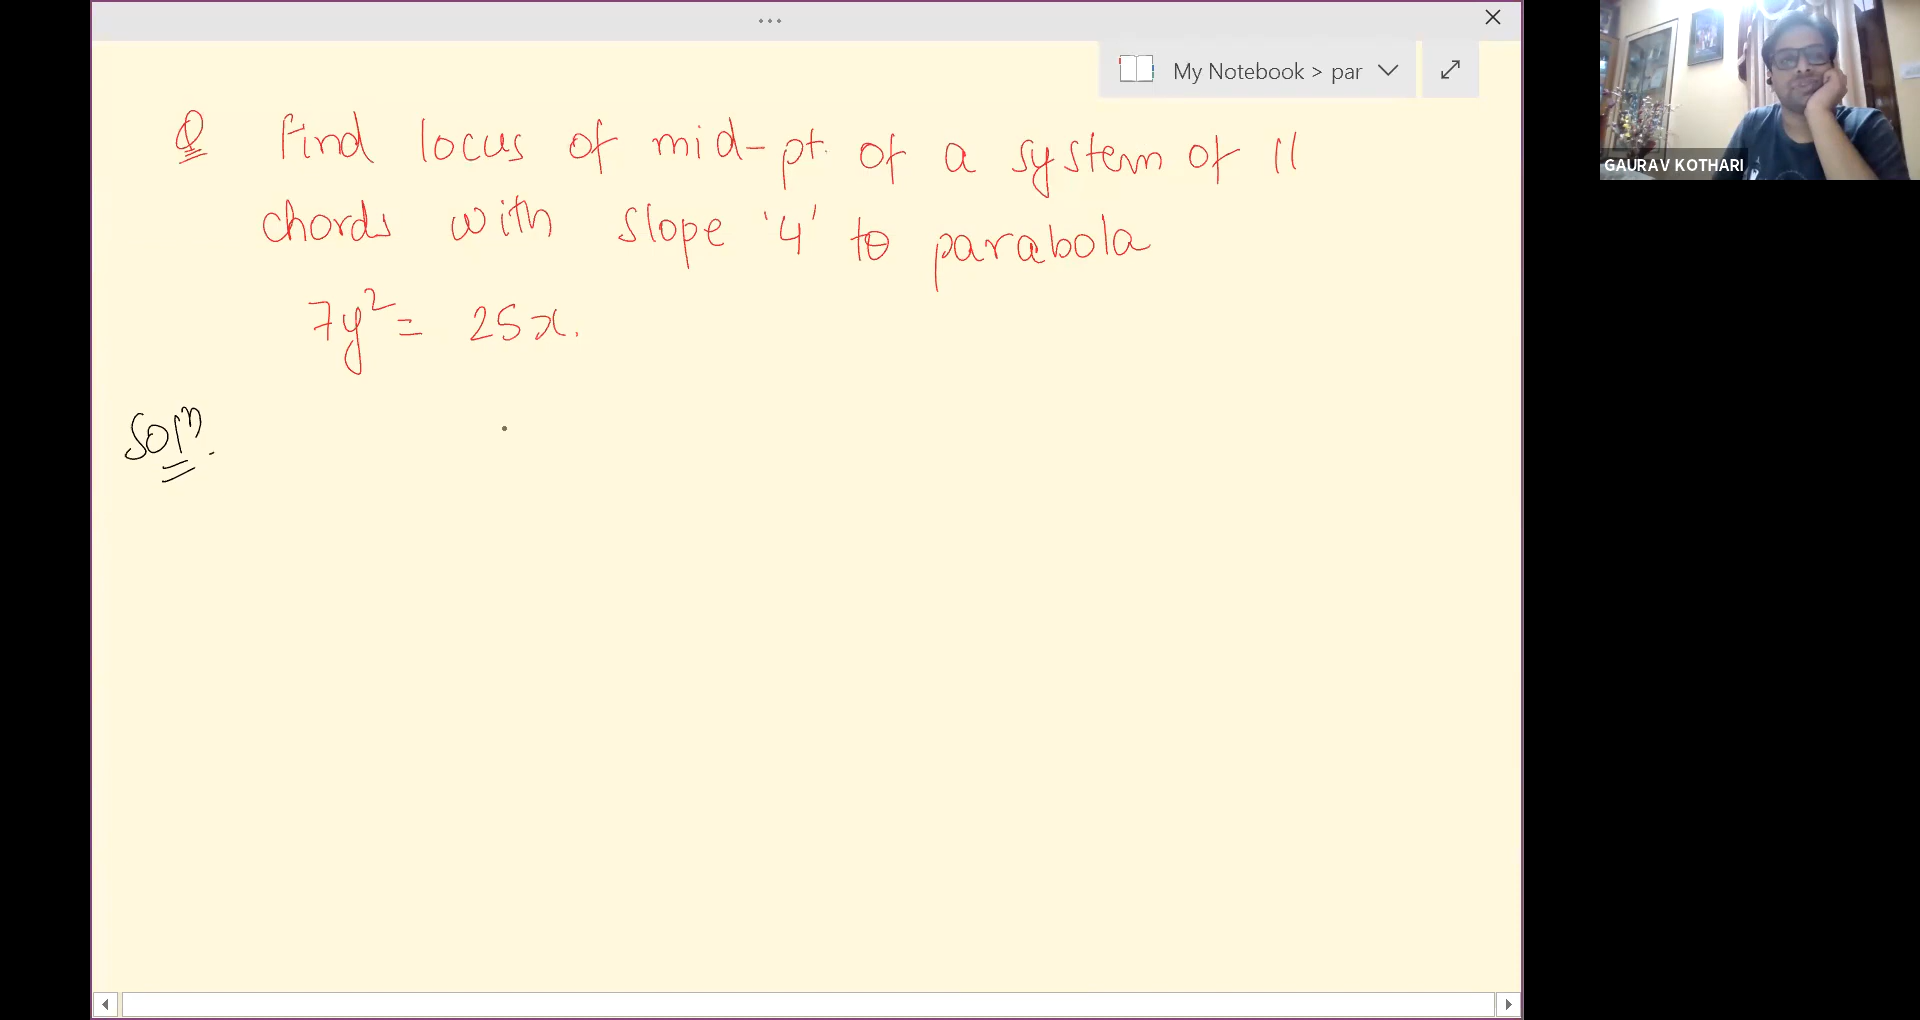 My Notebook > par
GAURAV KOTHARI
Q Find locus of mid-pt. of a system of ||
chords with slope '4' to parabola
7y² = 25x.
Solⁿ.